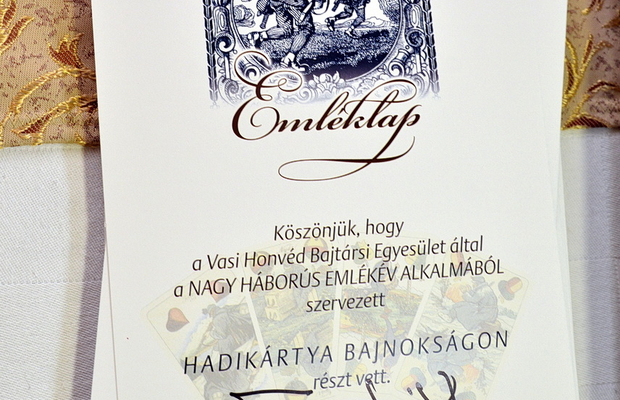 Emléklap
Köszönjük, hogy
a Vasi Honvéd Bajtársi Egyesület által
a NAGY HÁBORÚS EMLÉKÉV ALKALMÁBÓL
szervezett
HADIKÁRTYA BAJNOKSÁGON
részt vett.